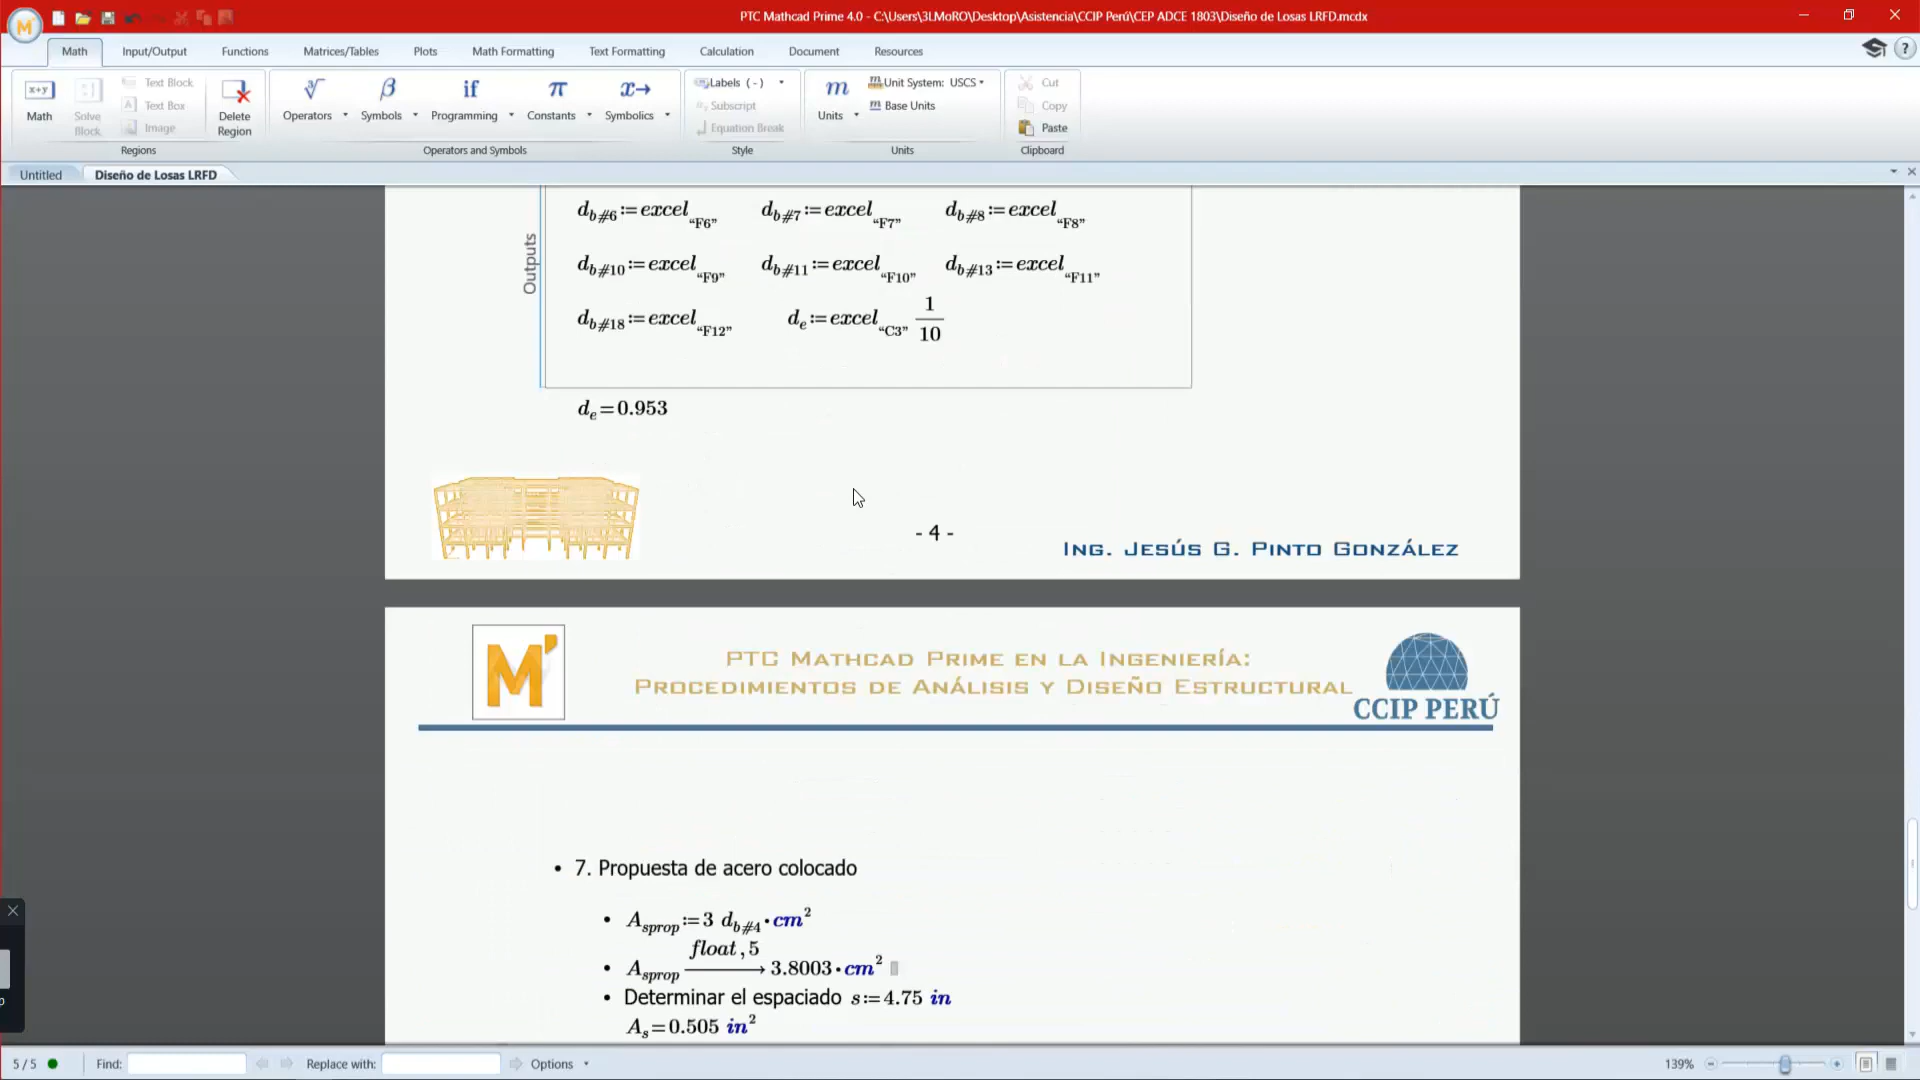 PTC Mathcad Prime 4.0 - C:\Users\3LMoRO\Desktop\Asistencia\CCIP Perú\CEP ADCE 1803\Diseño de Losas LRFD.mcdx
Math Input/Output Functions Matrices/Tables Plots Math Formatting Text Formatting Calculation Document Resources
Math
Solve Block
Text Block
Text Box
Image
Delete Region
Regions
Operators
Symbols
Programming
Constants
Symbolics
Operators and Symbols
Labels ( - )
Subscript
Equation Break
Style
Units
Unit System: USCS
Base Units
Units
Cut
Copy
Paste
Clipboard
Untitled Diseño de Losas LRFD
Outputs
d_b#6:=excel_"F6" d_b#7:=excel_"F7" d_b#8:=excel_"F8"
d_b#10:=excel_"F9" d_b#11:=excel_"F10" d_b#13:=excel_"F11"
d_b#18:=excel_"F12" d_e:=excel_"C3" 1/10
d_e=0.953
- 4 -
Ing. Jesús G. Pinto González
PTC Mathcad Prime en la Ingeniería:
Procedimientos de Análisis y Diseño Estructural
CCIP PERÚ
• 7. Propuesta de acero colocado
• A_sprop:=3 d_b#4·cm²
float,5
• A_sprop → 3.8003·cm²
• Determinar el espaciado s:=4.75 in
A_s=0.505 in²
5 / 5 Find: Replace with: Options 139%